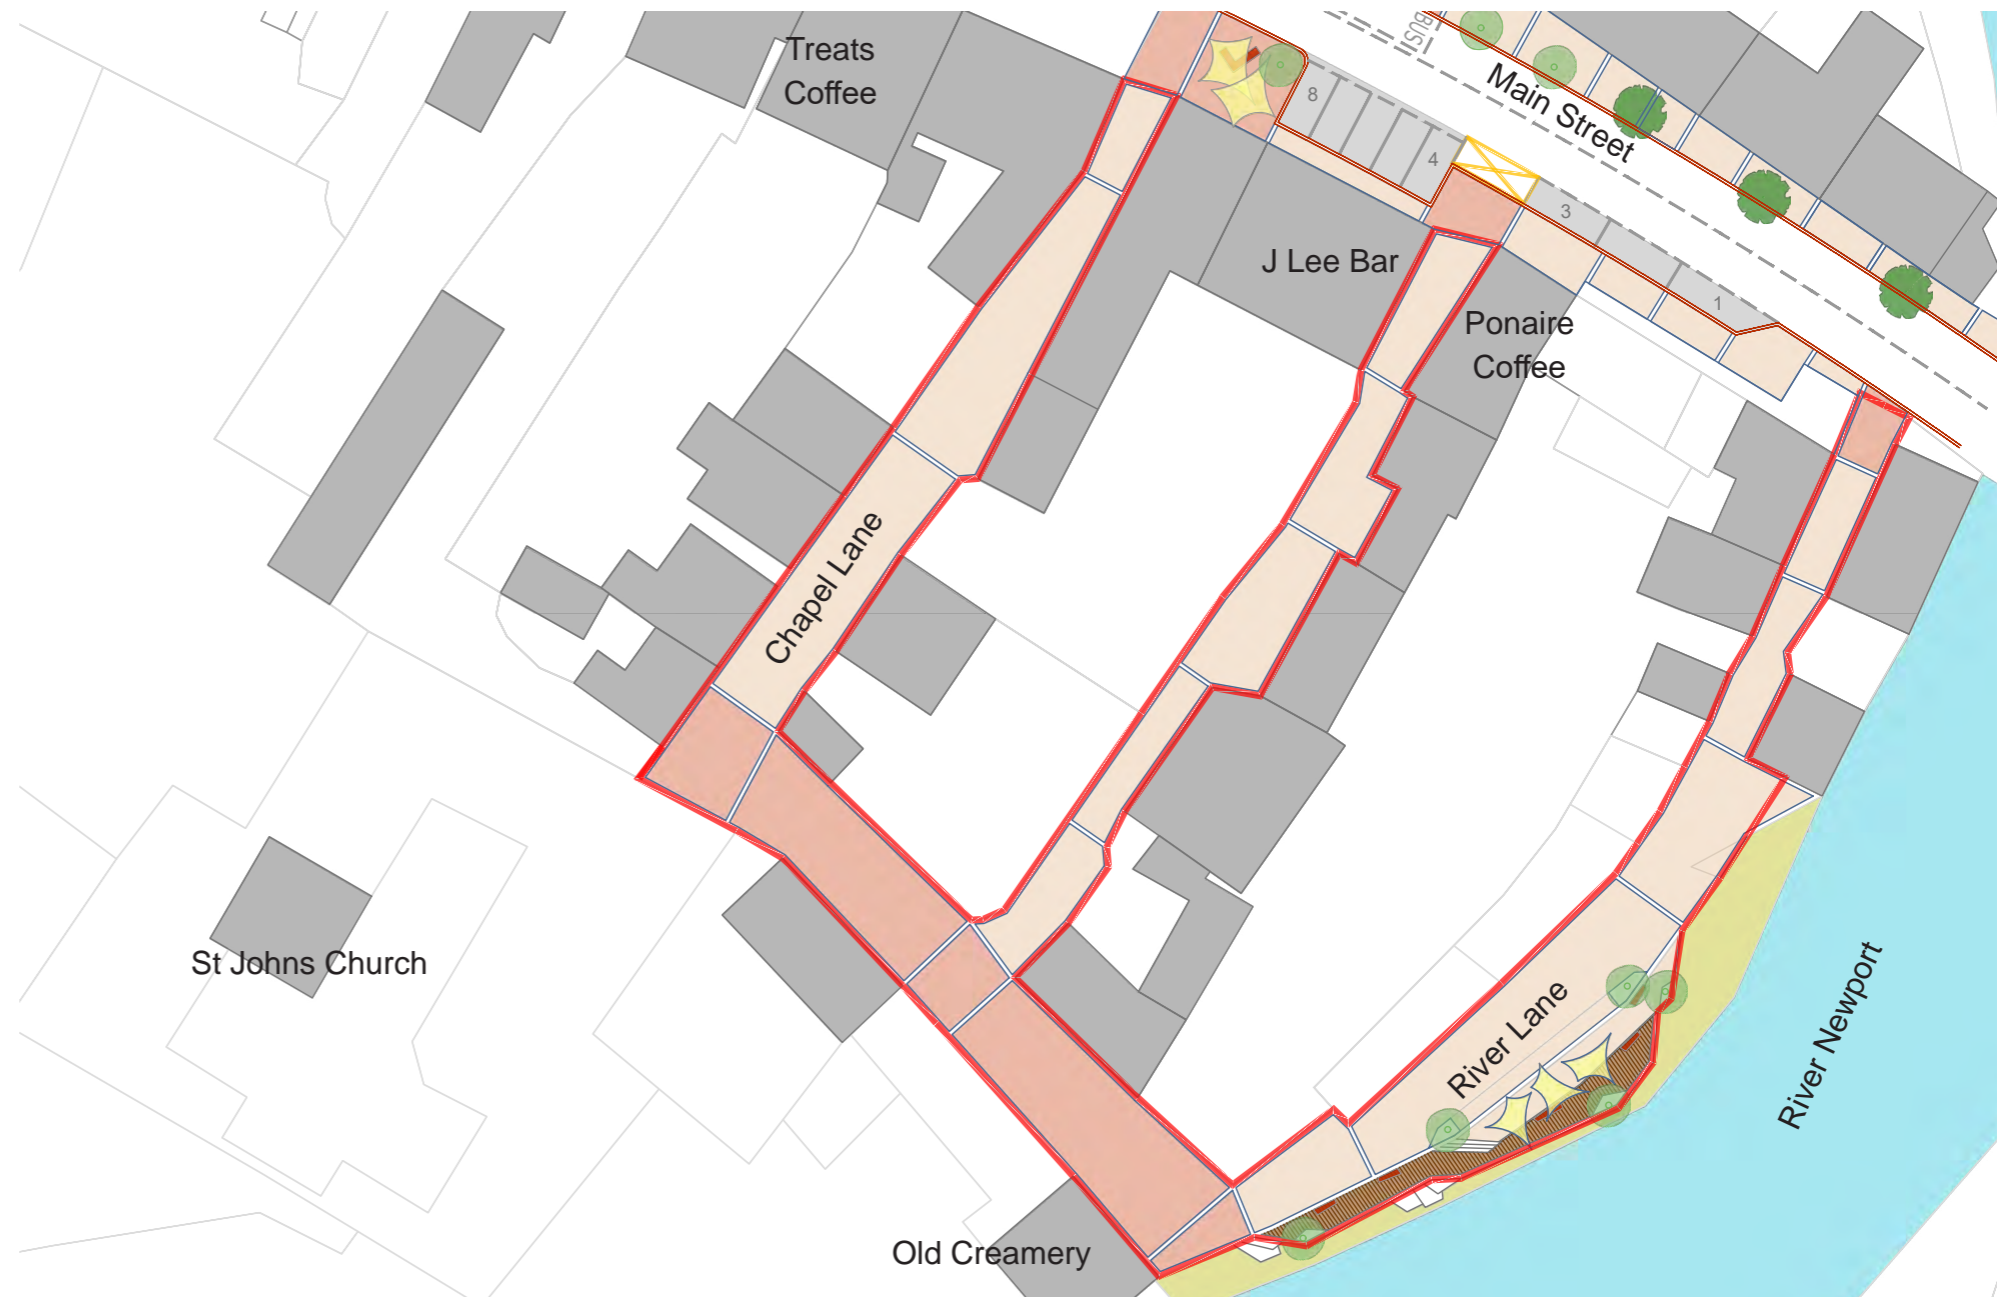 Treats
Coffee
BUS
Main Street
8
4
3
1
J Lee Bar
Ponaire
Coffee
Chapel Lane
St Johns Church
River Lane
River Newport
Old Creamery